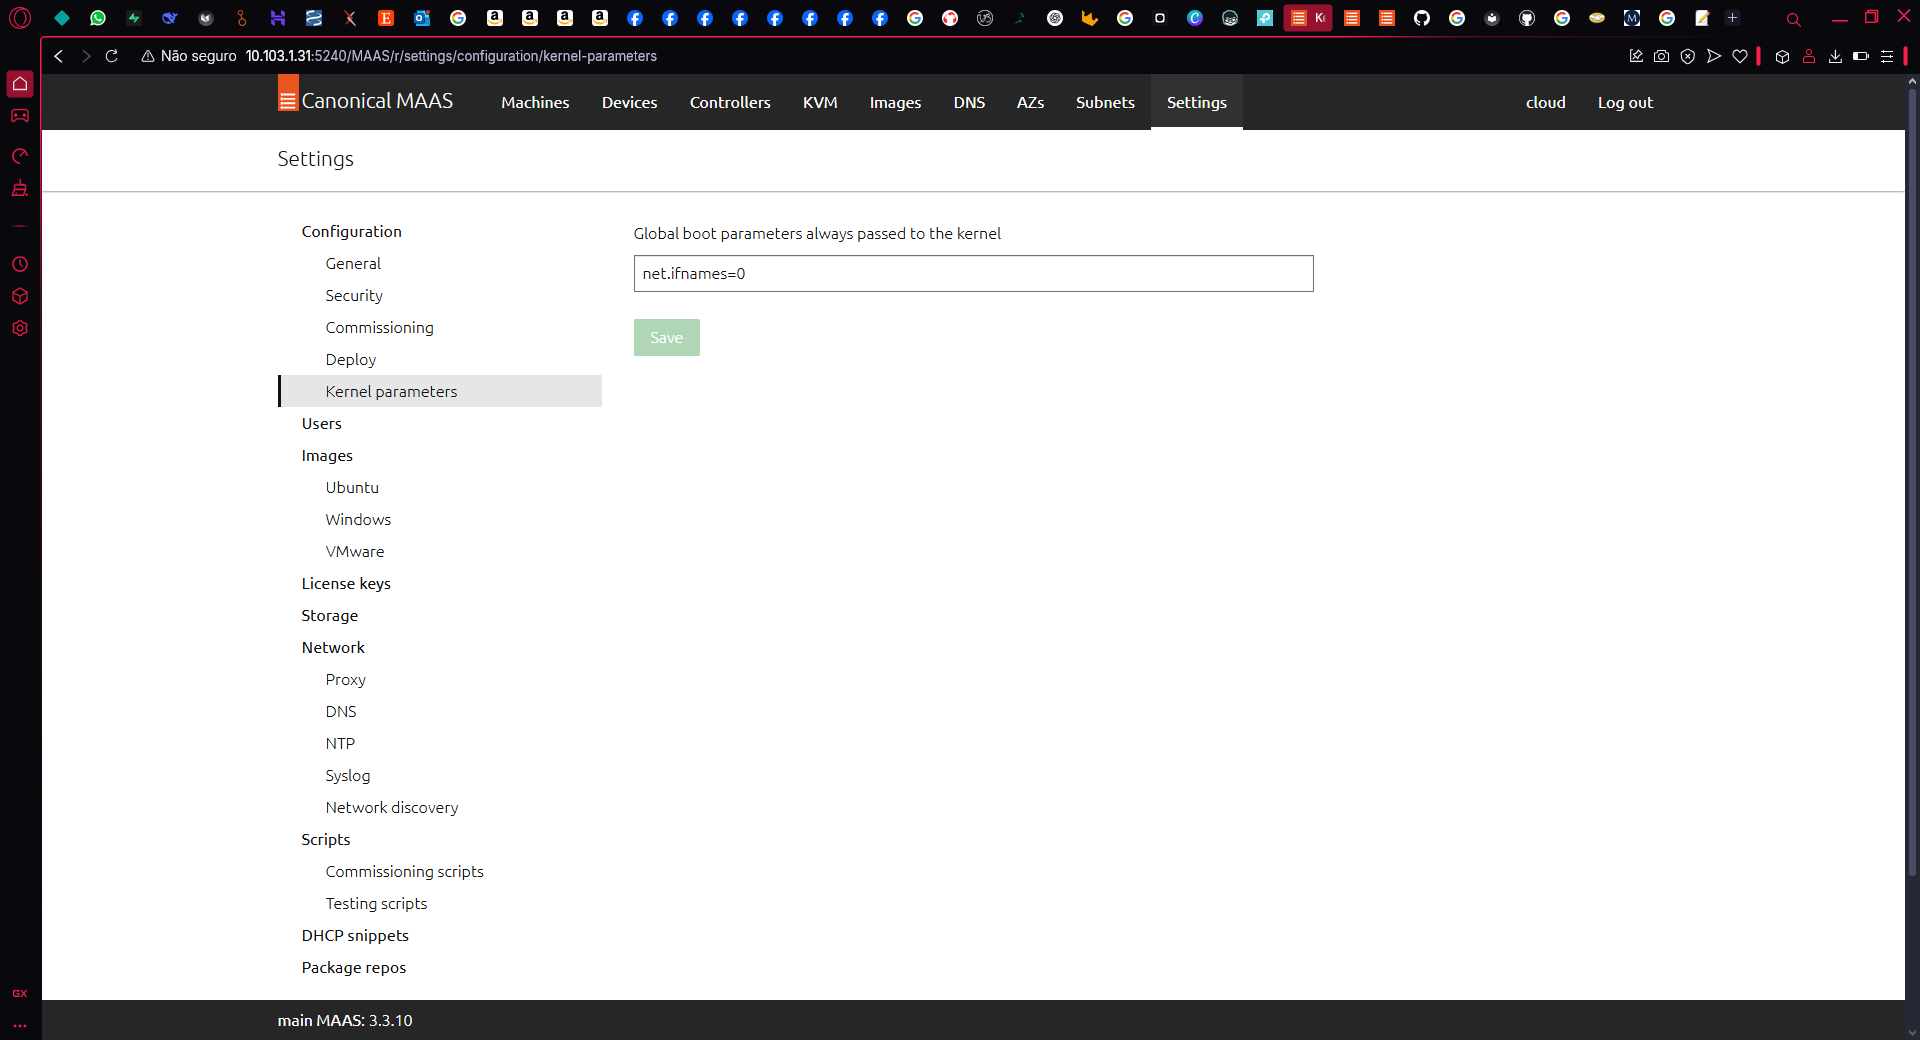 Não seguro 10.103.1.31:5240/MAAS/r/settings/configuration/kernel-parameters
Canonical MAAS Machines Devices Controllers KVM Images DNS AZs Subnets Settings cloud Log out
Settings
Configuration
General
Security
Commissioning
Deploy
Kernel parameters
Users
Images
Ubuntu
Windows
VMware
License keys
Storage
Network
Proxy
DNS
NTP
Syslog
Network discovery
Scripts
Commissioning scripts
Testing scripts
DHCP snippets
Package repos
Global boot parameters always passed to the kernel
net.ifnames=0
Save
GX
main MAAS: 3.3.10